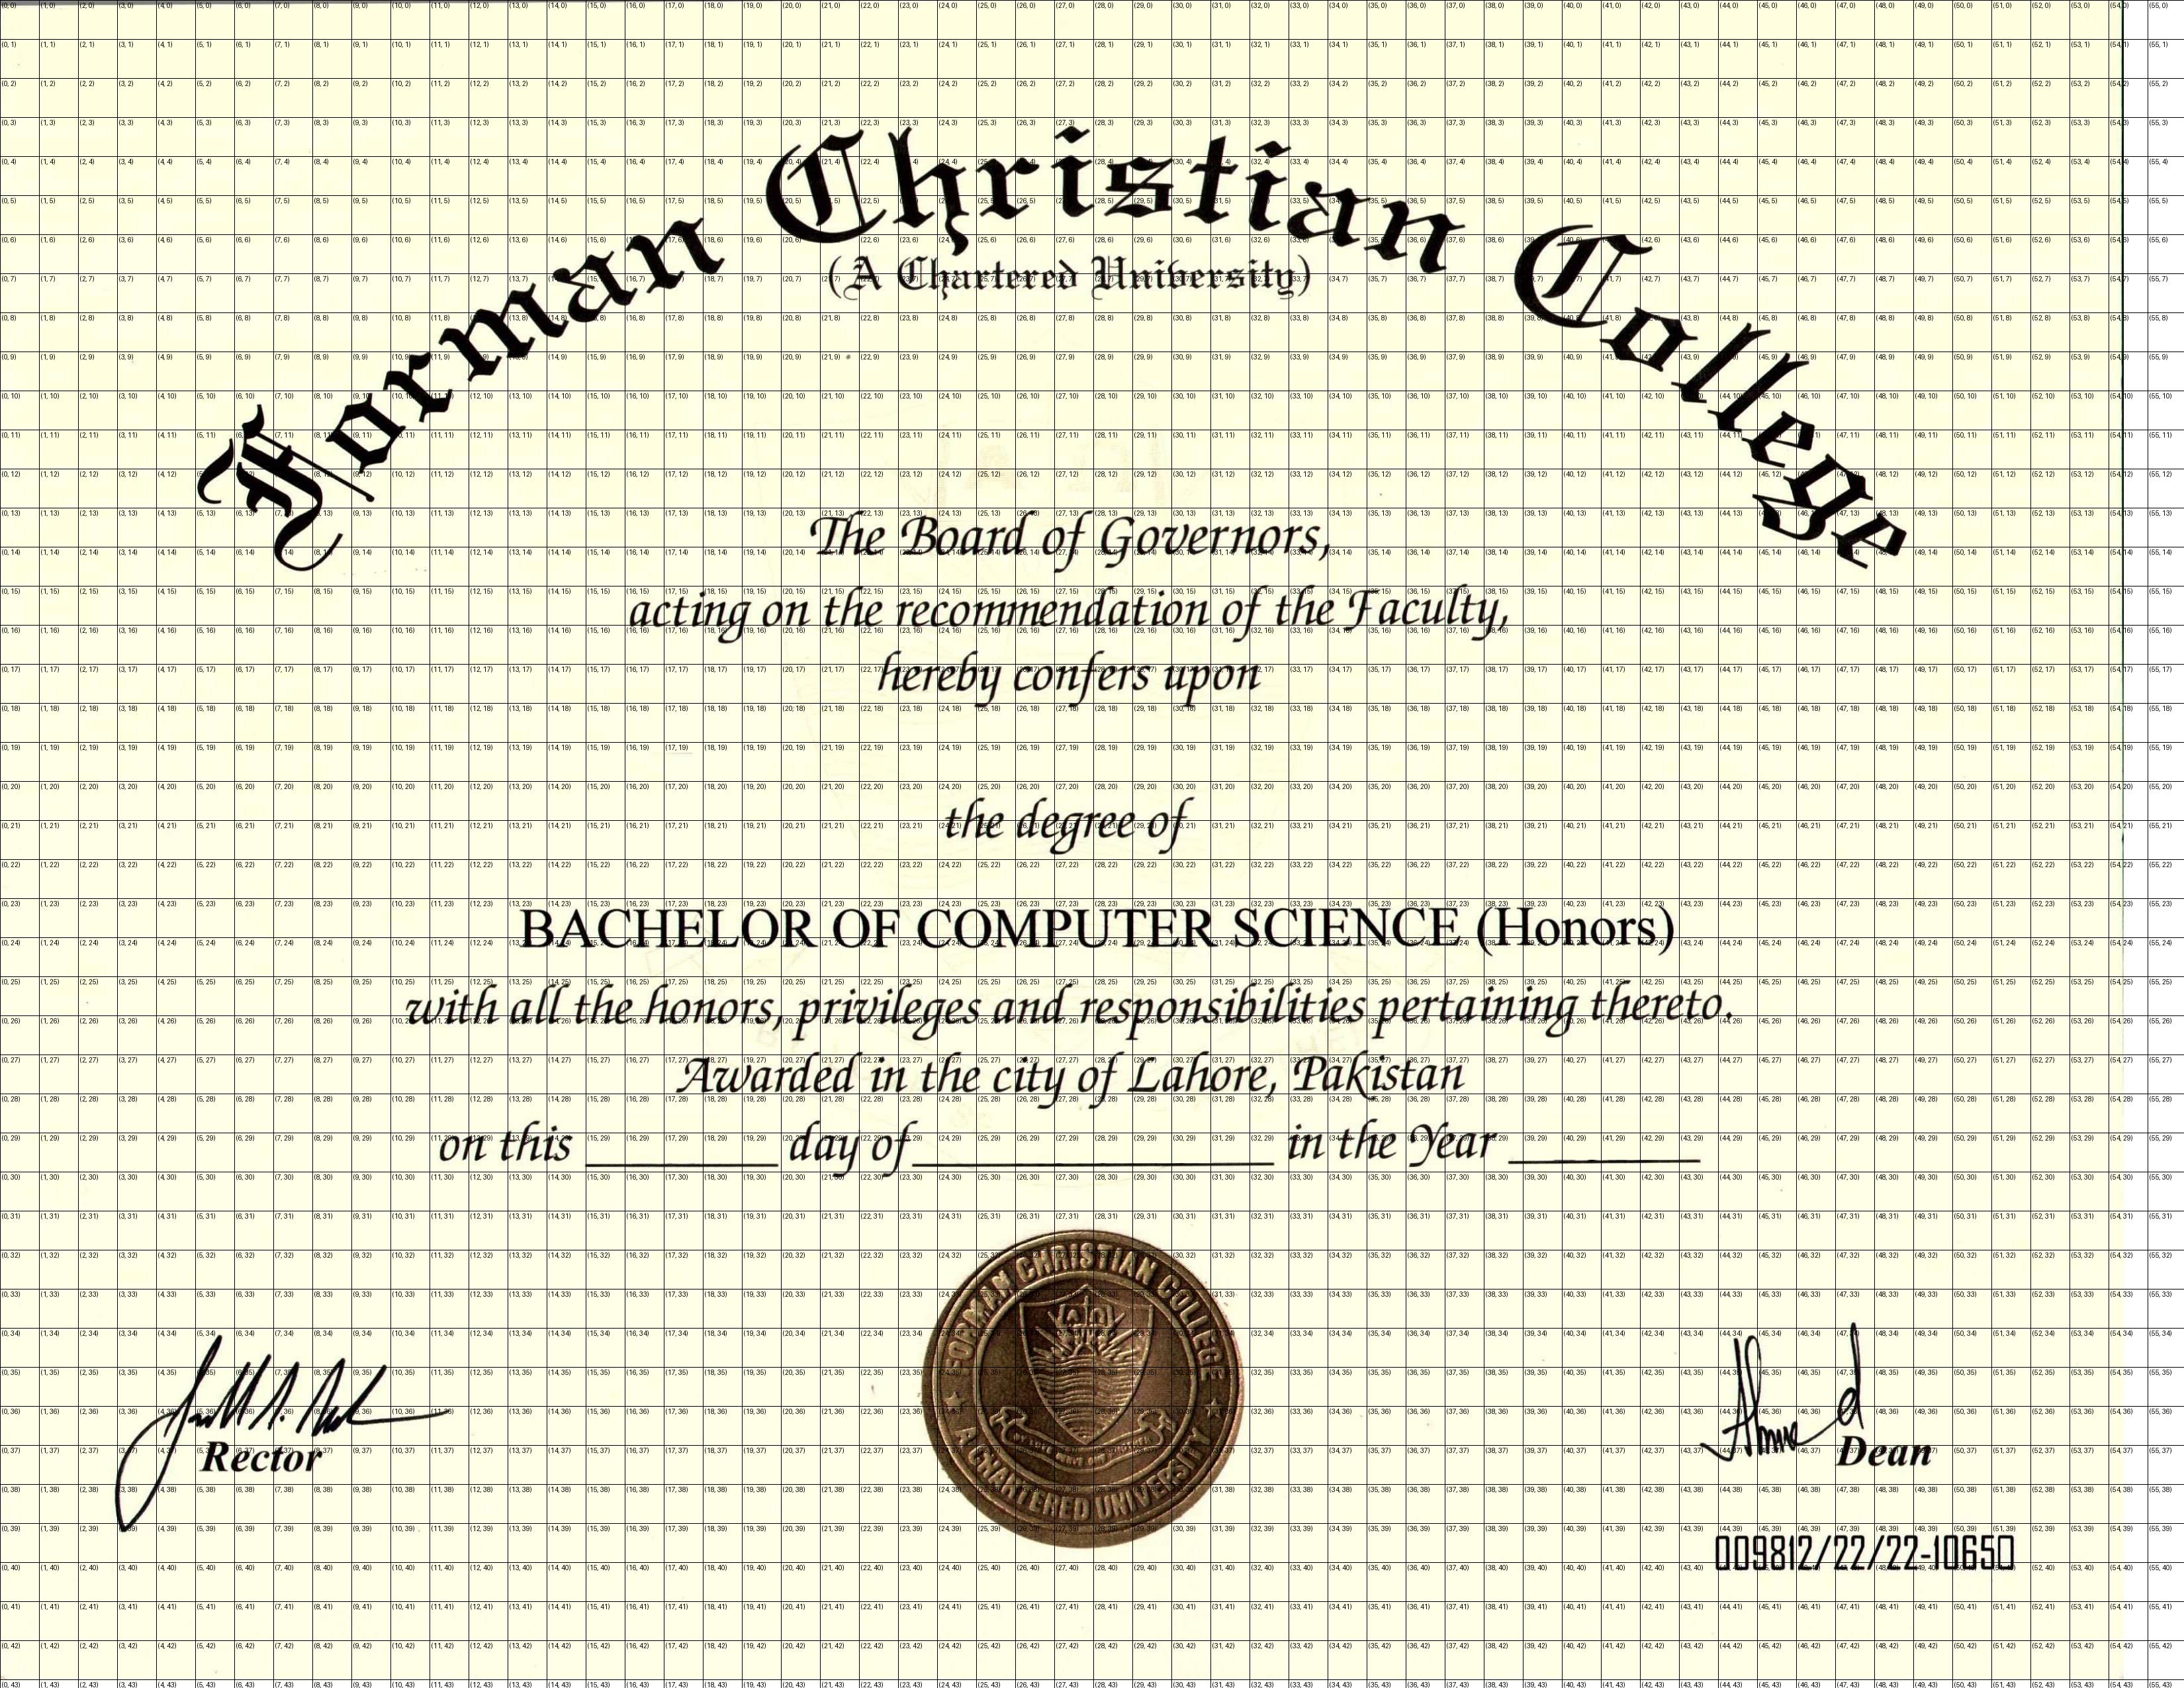 Forman Christian College
(A Chartered University)
The Board of Governors,
acting on the recommendation of the Faculty,
hereby confers upon
the degree of
BACHELOR OF COMPUTER SCIENCE (Honors)
with all the honors, privileges and responsibilities pertaining thereto.
Awarded in the city of Lahore, Pakistan
on this ________ day of ________________ in the Year ________
FORMAN CHRISTIAN COLLEGE
A CHARTERED UNIVERSITY
Rector
Dean
009812/22/22-10650